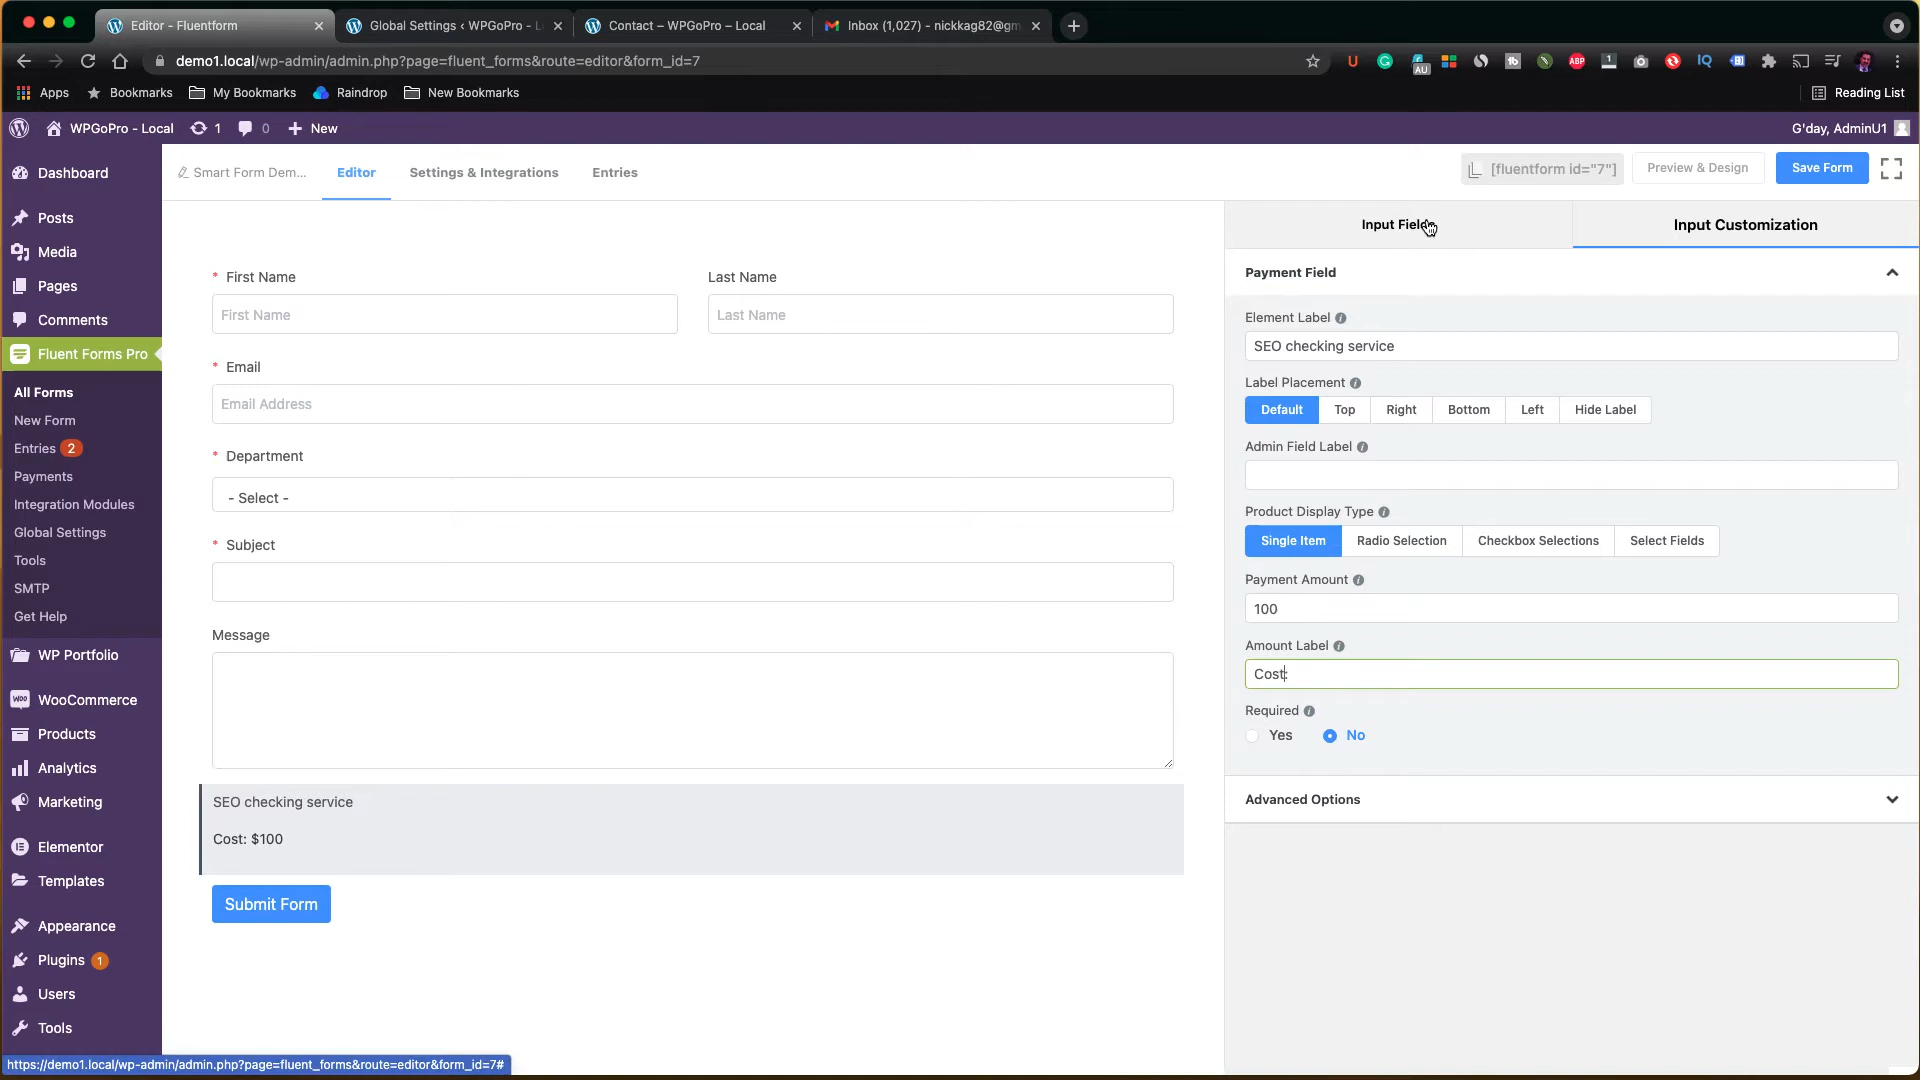 Editor - Fluentform
Global Settings ‹ WPGoPro - L
Contact – WPGoPro – Local
Inbox (1,027) - nickkag82@gm
demo1.local/wp-admin/admin.php?page=fluent_forms&route=editor&form_id=7
Apps
Bookmarks
My Bookmarks
Raindrop
New Bookmarks
Reading List
WPGoPro - Local
1
0
New
G'day, AdminU1
Dashboard
Posts
Media
Pages
Comments
Fluent Forms Pro
All Forms
New Form
Entries 2
Payments
Integration Modules
Global Settings
Tools
SMTP
Get Help
WP Portfolio
WooCommerce
Products
Analytics
Marketing
Elementor
Templates
Appearance
Plugins 1
Users
Tools
Smart Form Dem...
Editor
Settings & Integrations
Entries
[fluentform id="7"]
Preview & Design
Save Form
* First Name
First Name
Last Name
Last Name
* Email
Email Address
* Department
- Select -
* Subject
Message
SEO checking service
Cost: $100
Submit Form
Input Fields
Input Customization
Payment Field
Element Label
SEO checking service
Label Placement
Default
Top
Right
Bottom
Left
Hide Label
Admin Field Label
Product Display Type
Single Item
Radio Selection
Checkbox Selections
Select Fields
Payment Amount
100
Amount Label
Cost:
Required
Yes
No
Advanced Options
https://demo1.local/wp-admin/admin.php?page=fluent_forms&route=editor&form_id=7#